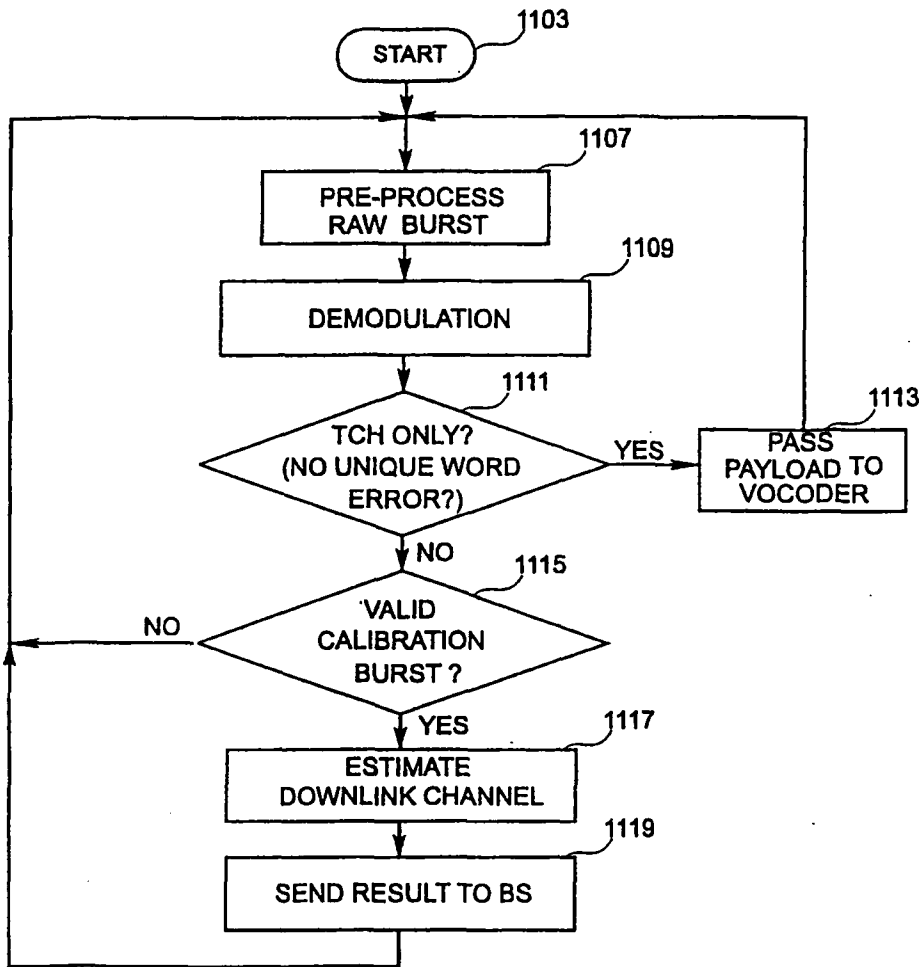 1103
START
1107
PRE-PROCESS
RAW BURST
1109
DEMODULATION
1111
TCH ONLY?
(NO UNIQUE WORD
ERROR?)
YES
1113
PASS
PAYLOAD TO
VOCODER
NO
1115
VALID
CALIBRATION
BURST ?
NO
YES
1117
ESTIMATE
DOWNLINK CHANNEL
1119
SEND RESULT TO BS